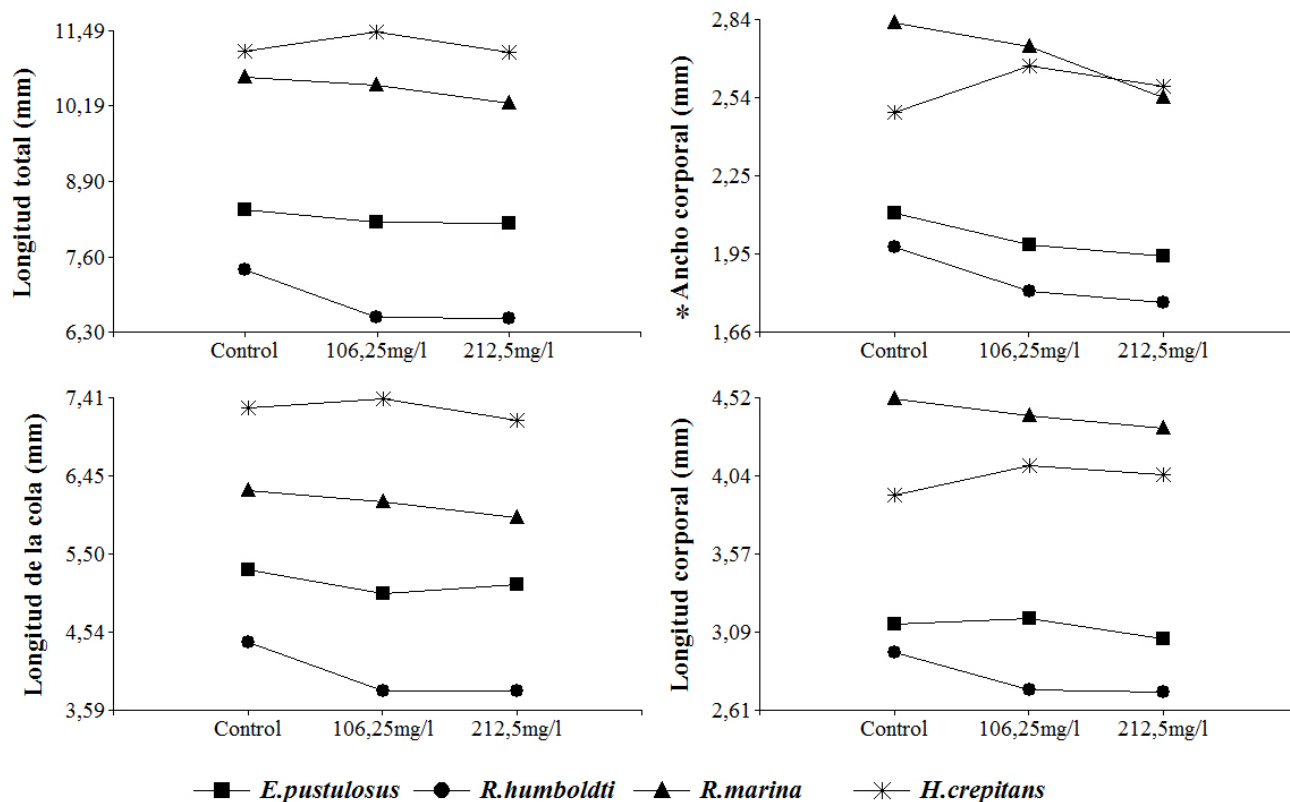 Longitud total (mm)
11,49
10,19
8,90
7,60
6,30
Control 106,25mg/l 212,5mg/l
*Ancho corporal (mm)
2,84
2,54
2,25
1,95
1,66
Control 106,25mg/l 212,5mg/l
Longitud de la cola (mm)
7,41
6,45
5,50
4,54
3,59
Control 106,25mg/l 212,5mg/l
Longitud corporal (mm)
4,52
4,04
3,57
3,09
2,61
Control 106,25mg/l 212,5mg/l
E.pustulosus R.humboldti R.marina H.crepitans